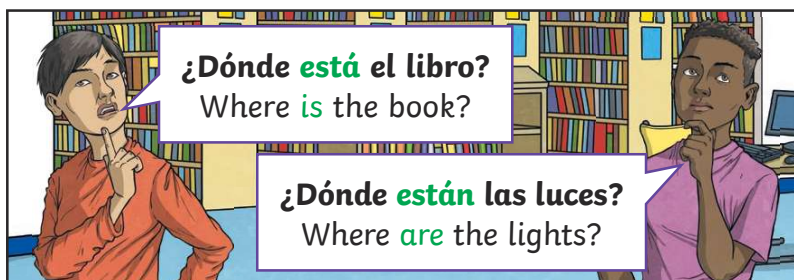 ¿Dónde está el libro?
Where is the book?
¿Dónde están las luces?
Where are the lights?